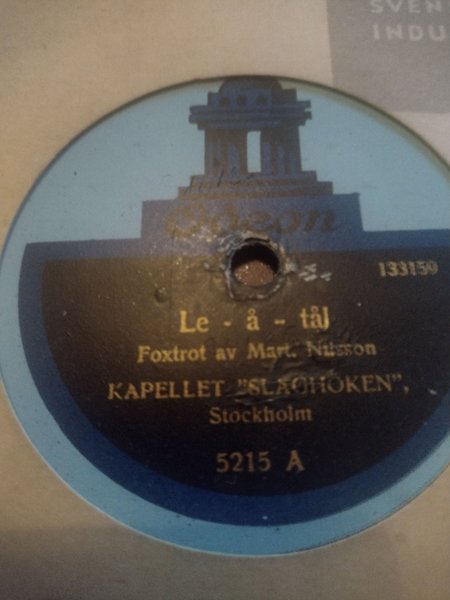 SVEN
INDU
Odeon
133159
Le - å - tål
Foxtrot av Mart. Nilsson
KAPELLET "SLAGHÖKEN",
Stockholm
5215 A